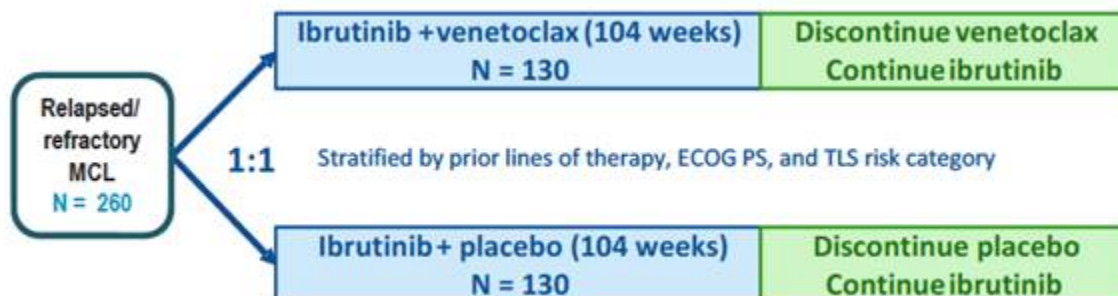 Ibrutinib +venetoclax (104 weeks)
N = 130
Discontinue venetoclax
Continue ibrutinib
Relapsed/
refractory
MCL
N = 260
1:1
Stratified by prior lines of therapy, ECOG PS, and TLS risk category
Ibrutinib+ placebo (104 weeks)
N = 130
Discontinue placebo
Continue ibrutinib